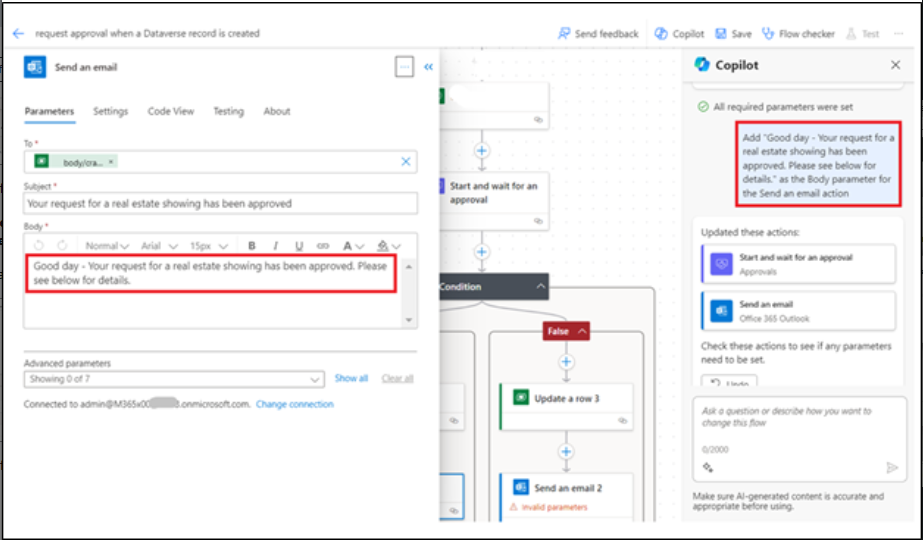 request approval when a Dataverse record is created
Send feedback
Copilot
Save
Flow checker
Test
Send an email
Parameters
Settings
Code View
Testing
About
To *
body/cra... ×
Subject *
Your request for a real estate showing has been approved
Body *
Normal
Arial
15px
B
I
U
A
Good day - Your request for a real estate showing has been approved. Please
see below for details.
Advanced parameters
Showing 0 of 7
Show all
Clear all
Connected to admin@M365x00
.onmicrosoft.com.
Change connection
Start and wait for an
approval
Condition
False
Update a row 3
Send an email 2
Invalid parameters
Copilot
All required parameters were set
Add "Good day - Your request for a
real estate showing has been
approved. Please see below for
details." as the Body parameter for
the Send an email action
Updated these actions:
Start and wait for an approval
Approvals
Send an email
Office 365 Outlook
Check these actions to see if any parameters
need to be set.
Undo
Ask a question or describe how you want to
change this flow
0/2000
Make sure AI-generated content is accurate and
appropriate before using.